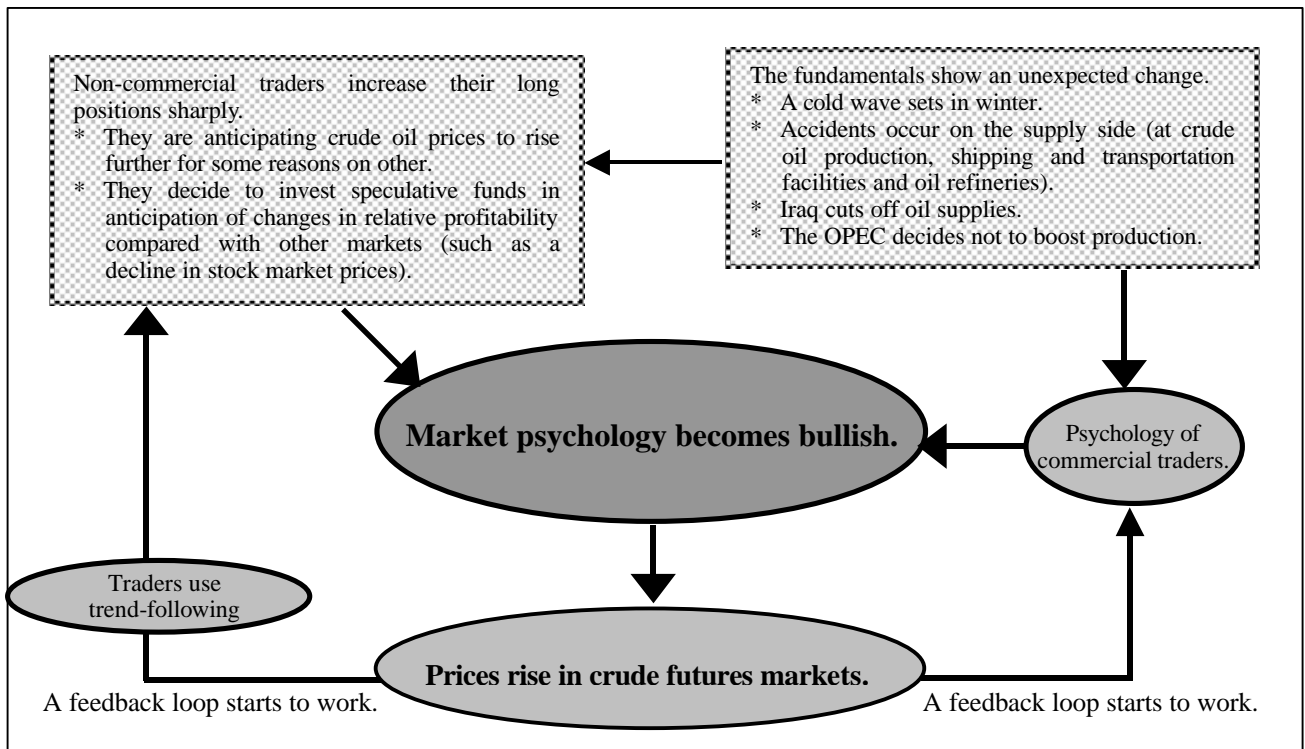 Non-commercial traders increase their long
positions sharply.
* They are anticipating crude oil prices to rise
further for some reasons on other.
* They decide to invest speculative funds in
anticipation of changes in relative profitability
compared with other markets (such as a
decline in stock market prices).
The fundamentals show an unexpected change.
* A cold wave sets in winter.
* Accidents occur on the supply side (at crude
oil production, shipping and transportation
facilities and oil refineries).
* Iraq cuts off oil supplies.
* The OPEC decides not to boost production.
Market psychology becomes bullish.
Psychology of
commercial traders.
Traders use
trend-following
Prices rise in crude futures markets.
A feedback loop starts to work.
A feedback loop starts to work.